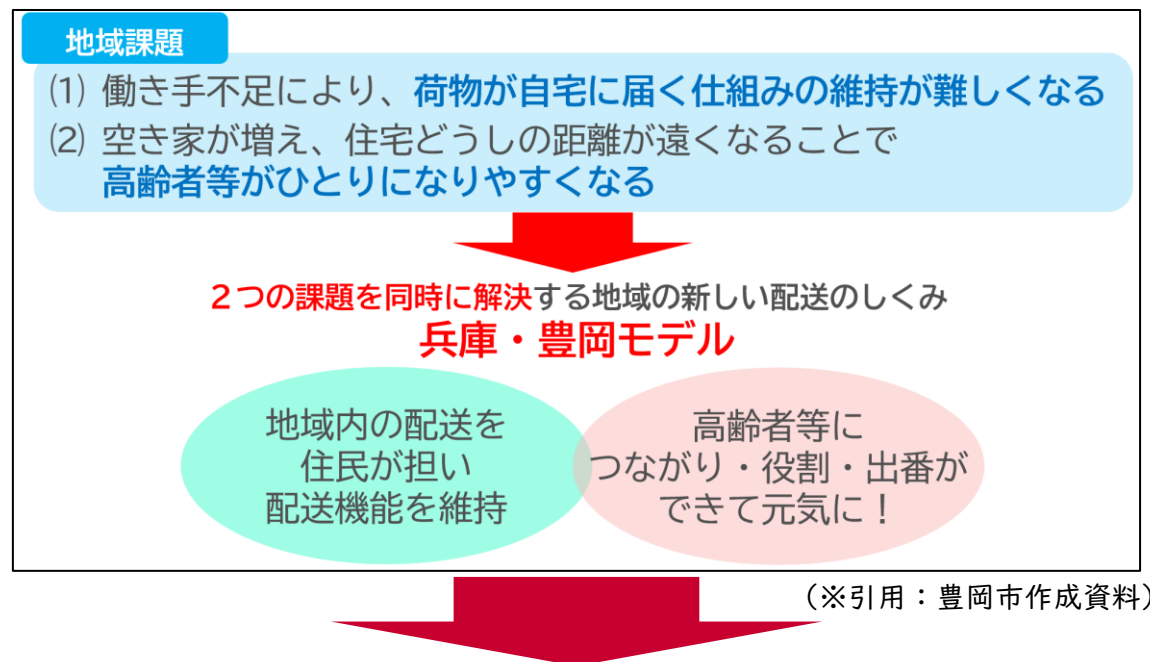 地域課題
⑴ 働き手不足により、荷物が自宅に届く仕組みの維持が難しくなる
⑵ 空き家が増え、住宅どうしの距離が遠くなることで
高齢者等がひとりになりやすくなる
２つの課題を同時に解決する地域の新しい配送のしくみ
兵庫・豊岡モデル
地域内の配送を
住民が担い
配送機能を維持
高齢者等に
つながり・役割・出番が
できて元気に！
（※引用：豊岡市作成資料）